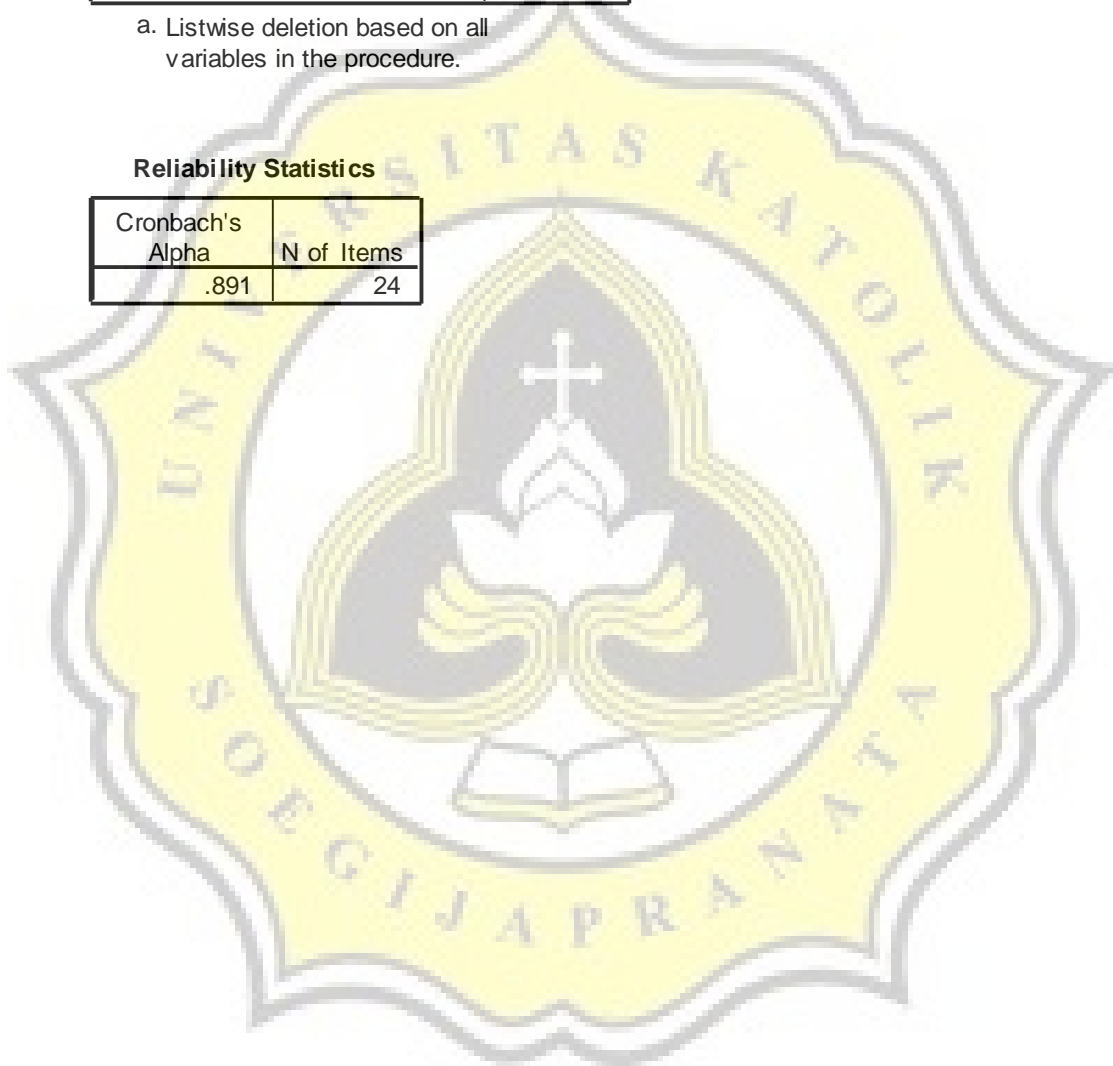 a. Listwise deletion based on all
variables in the procedure.
Reliability Statistics
Cronbach's
Alpha
N of Items
.891
24
UNIVERSITAS KATOLIK
SOEGIJAPRANATA